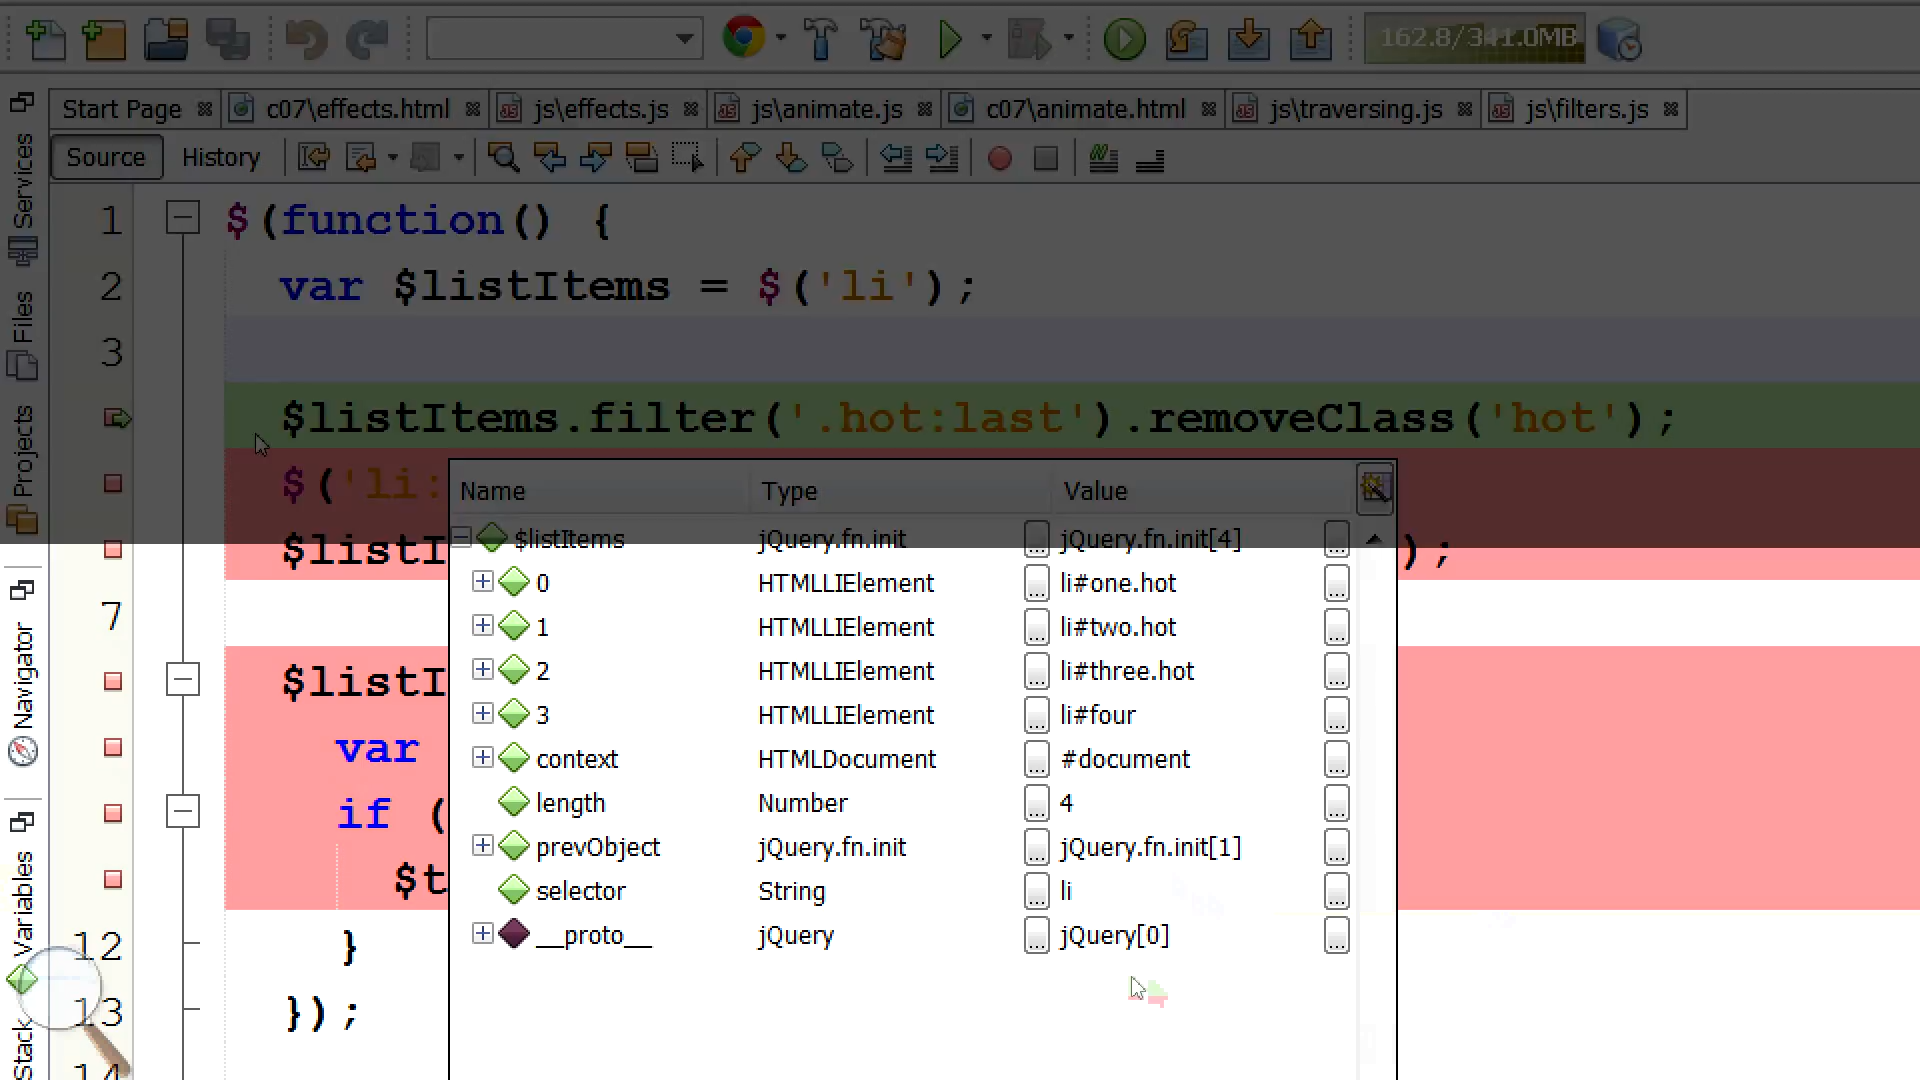 162.8/341.0MB
Start Page
c07\effects.html
js\effects.js
js\animate.js
c07\animate.html
js\traversing.js
js\filters.js
Source
History
Services
Files
Projects
Navigator
Variables
Stack
1 $(function() {
2 var $listItems = $('li');
3
$listItems.filter('.hot:last').removeClass('hot');
$('li:
$listI );
7
$listI
var
if (
$t
12 }
13 });
14
Name Type Value
$listItems jQuery.fn.init ... jQuery.fn.init[4] ...
0 HTMLLIElement ... li#one.hot ...
1 HTMLLIElement ... li#two.hot ...
2 HTMLLIElement ... li#three.hot ...
3 HTMLLIElement ... li#four ...
context HTMLDocument ... #document ...
length Number ... 4 ...
prevObject jQuery.fn.init ... jQuery.fn.init[1] ...
selector String ... li ...
__proto__ jQuery ... jQuery[0] ...